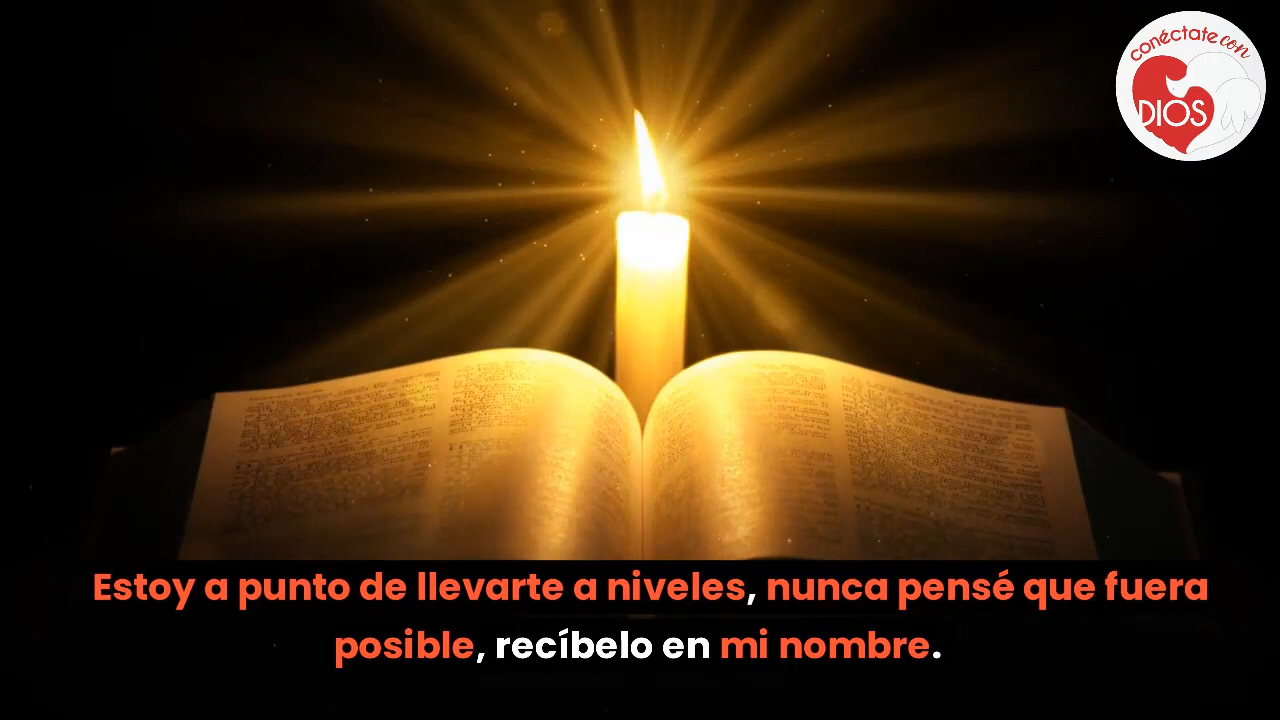 conéctate con
DIOS
Estoy a punto de llevarte a niveles, nunca pensé que fuera
posible, recíbelo en mi nombre.